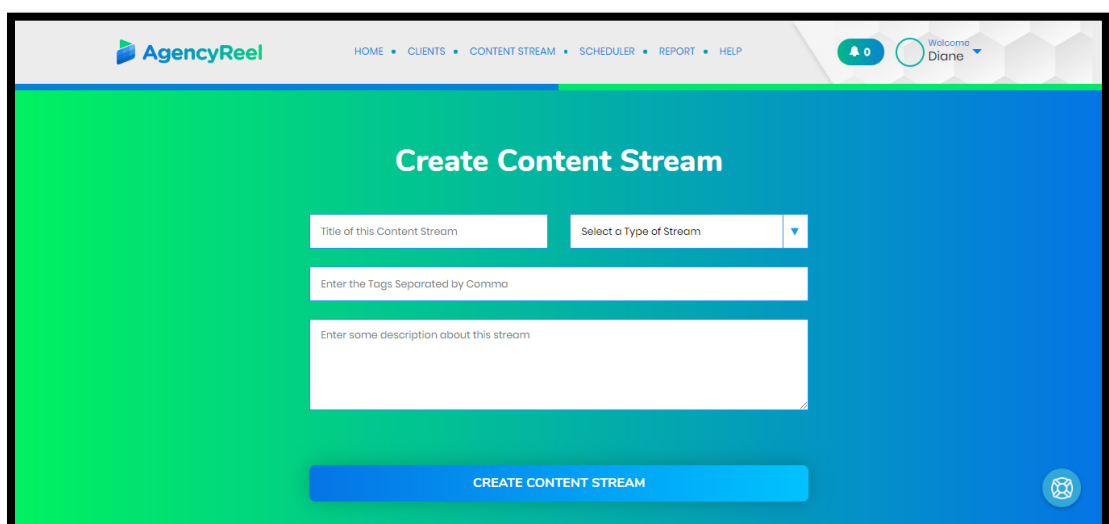 AgencyReel
HOME • CLIENTS • CONTENT STREAM • SCHEDULER • REPORT • HELP
0
Welcome
Diane
Create Content Stream
Title of this Content Stream
Select a Type of Stream
Enter the Tags Separated by Comma
Enter some description about this stream
CREATE CONTENT STREAM